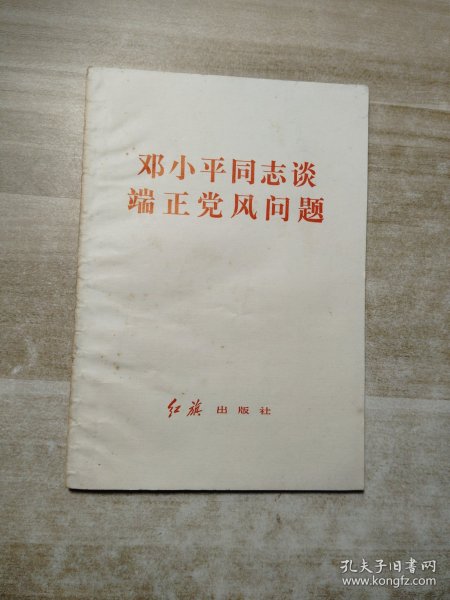 邓小平同志谈
端正党风问题
红旗 出版社
孔夫子旧书网
www.kongfz.com